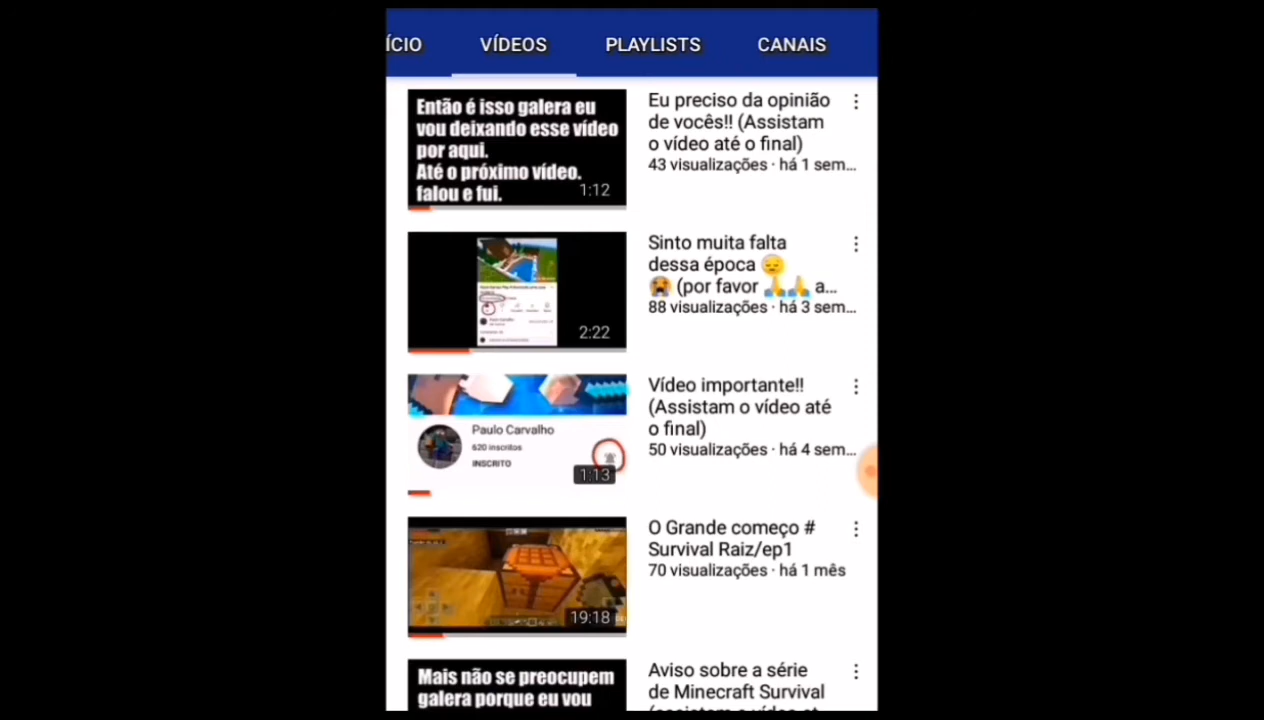 ÍCIO VÍDEOS PLAYLISTS CANAIS
Então é isso galera eu
vou deixando esse vídeo
por aqui.
Até o próximo vídeo.
falou e fui.
1:12
Eu preciso da opinião
de vocês!! (Assistam
o vídeo até o final)
43 visualizações · há 1 sem...
2:22
Sinto muita falta
dessa época 😔
😭 (por favor 🙏🙏 a...
88 visualizações · há 3 sem...
Paulo Carvalho
620 inscritos
INSCRITO
1:13
Vídeo importante!!
(Assistam o vídeo até
o final)
50 visualizações · há 4 sem...
19:18
O Grande começo #
Survival Raiz/ep1
70 visualizações · há 1 mês
Mais não se preocupem
galera porque eu vou
Aviso sobre a série
de Minecraft Survival